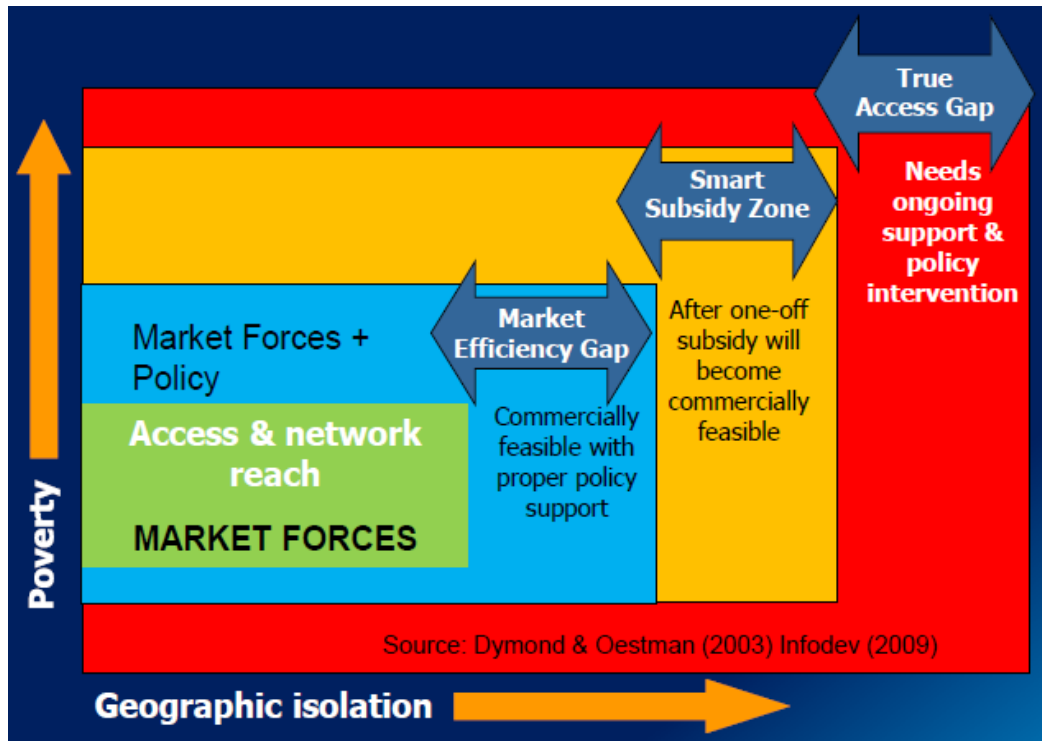 True
Access Gap
Needs
ongoing
support &
policy
intervention
Smart
Subsidy Zone
After one-off
subsidy will
become
commercially
feasible
Market
Efficiency Gap
Commercially
feasible with
proper policy
support
Market Forces +
Policy
Access & network
reach
MARKET FORCES
Poverty
Source: Dymond & Oestman (2003) Infodev (2009)
Geographic isolation